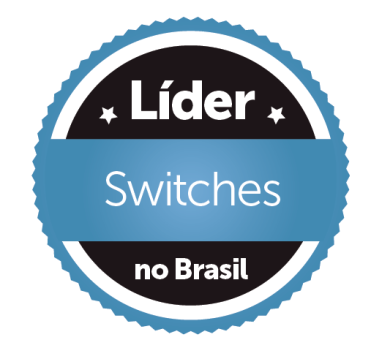 Líder
Switches
no Brasil